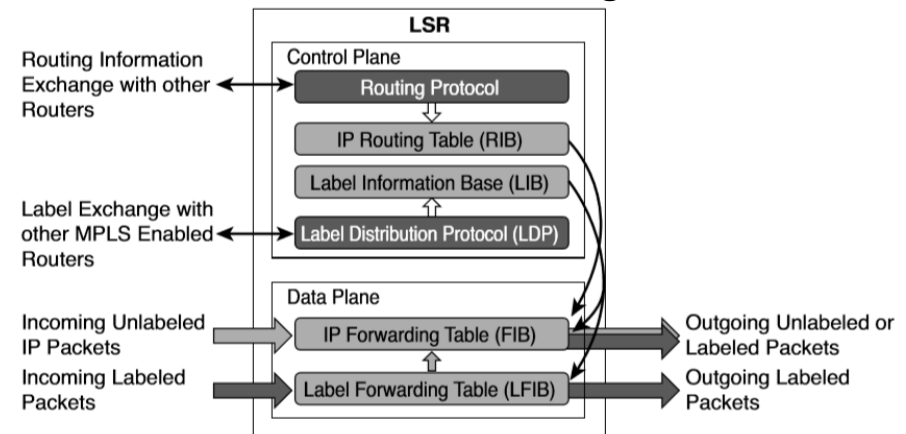 LSR
Control Plane
Routing Information
Exchange with other
Routers
Routing Protocol
IP Routing Table (RIB)
Label Information Base (LIB)
Label Exchange with
other MPLS Enabled
Routers
Label Distribution Protocol (LDP)
Data Plane
Incoming Unlabeled
IP Packets
IP Forwarding Table (FIB)
Outgoing Unlabeled or
Labeled Packets
Incoming Labeled
Packets
Label Forwarding Table (LFIB)
Outgoing Labeled
Packets